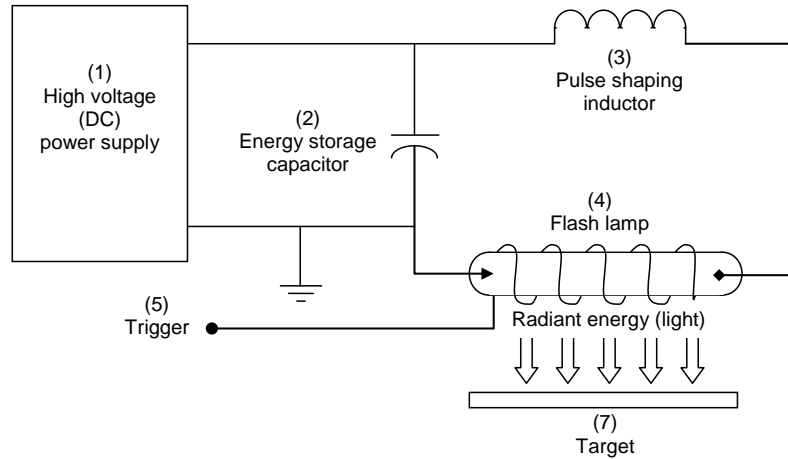 (1)
High voltage
(DC)
power supply
(2)
Energy storage
capacitor
(3)
Pulse shaping
inductor
(4)
Flash lamp
(5)
Trigger
Radiant energy (light)
(7)
Target